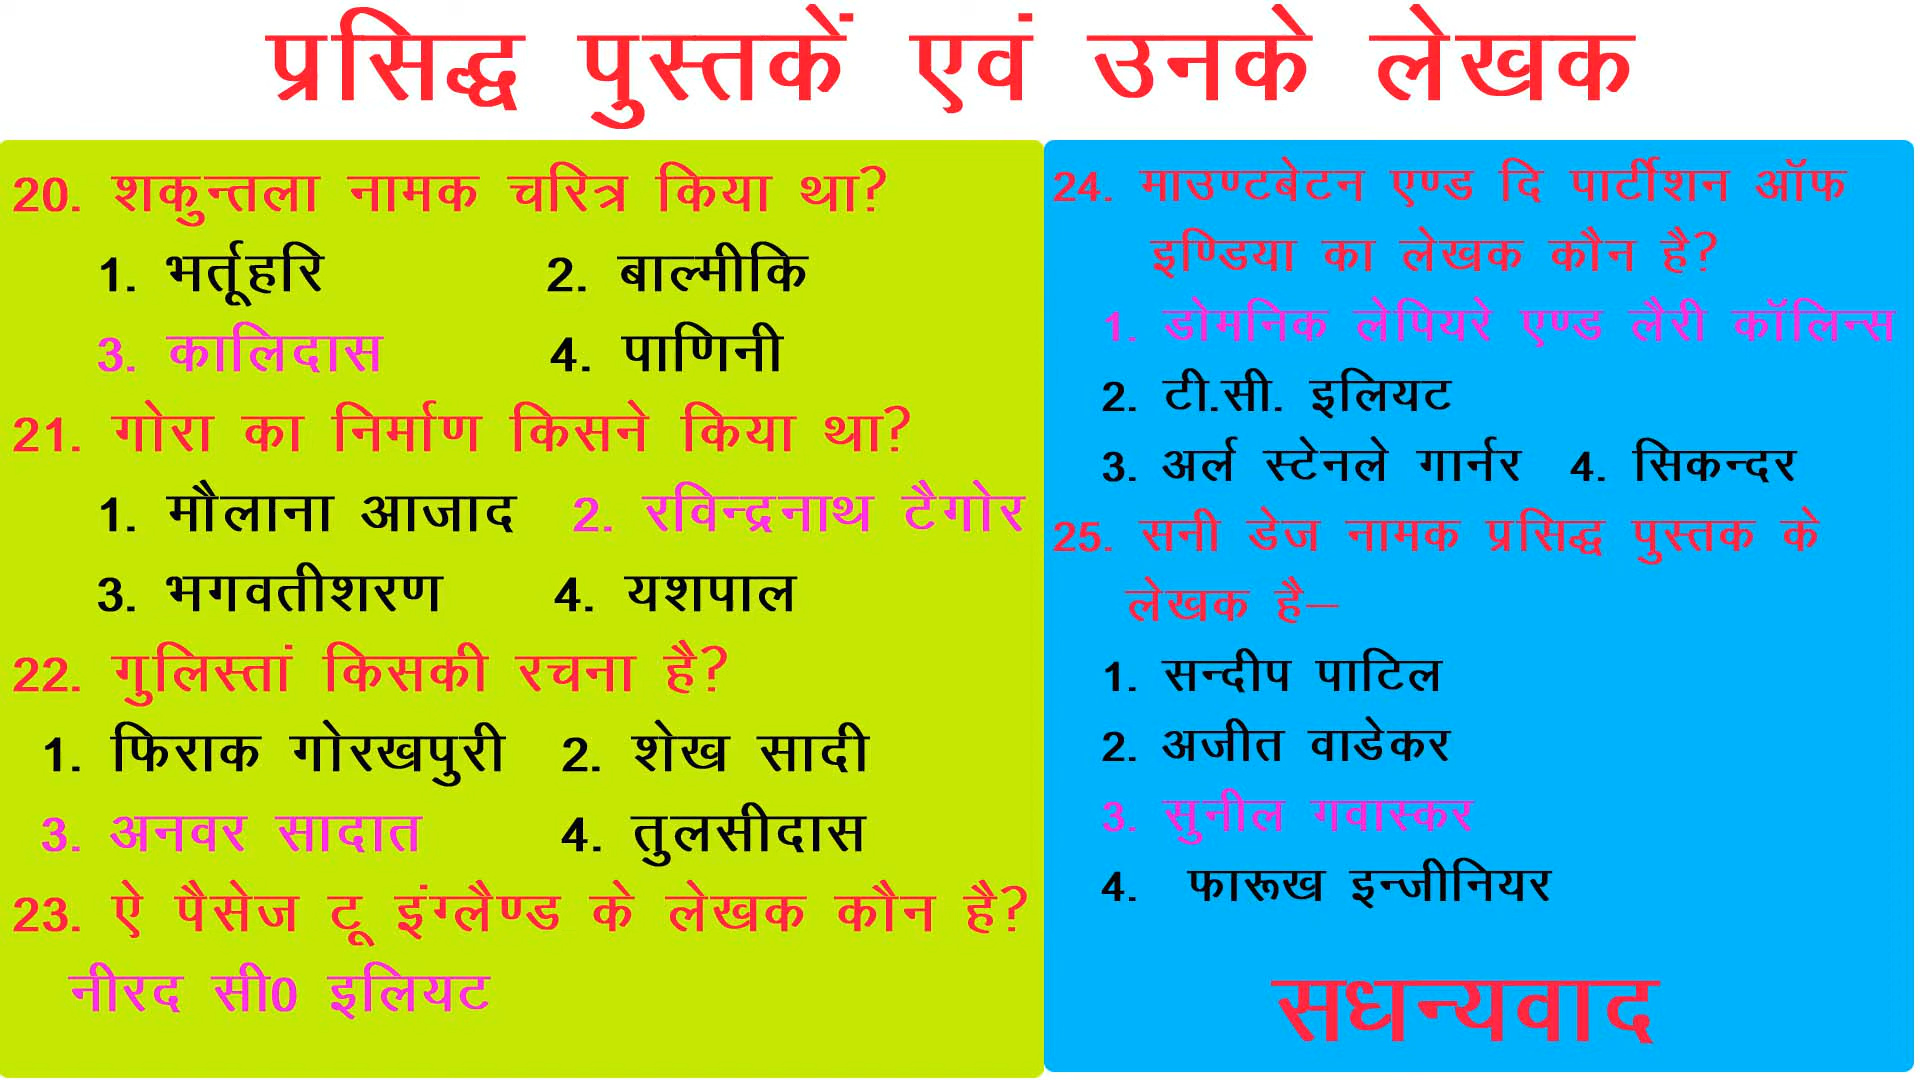 प्रसिद्ध पुस्तकें एवं उनके लेखक
20. शकुन्तला नामक चरित्र किया था?
1. भर्तूहरि 2. बाल्मीकि
3. कालिदास 4. पाणिनी
21. गोरा का निर्माण किसने किया था?
1. मौलाना आजाद 2. रविन्द्रनाथ टैगोर
3. भगवतीशरण 4. यशपाल
22. गुलिस्तां किसकी रचना है?
1. फिराक गोरखपुरी 2. शेख सादी
3. अनवर सादात 4. तुलसीदास
23. ऐ पैसेज टू इंग्लैण्ड के लेखक कौन है?
नीरद सी0 इलियट
24. माउण्टबेटन एण्ड दि पार्टीशन ऑफ
इण्डिया का लेखक कौन है?
1. डोमनिक लेपियरे एण्ड लैरी कॉलिन्स
2. टी.सी. इलियट
3. अर्ल स्टेनले गार्नर 4. सिकन्दर
25. सनी डेज नामक प्रसिद्ध पुस्तक के
लेखक है–
1. सन्दीप पाटिल
2. अजीत वाडेकर
3. सुनील गवास्कर
4. फारूख इन्जीनियर
सधन्यवाद